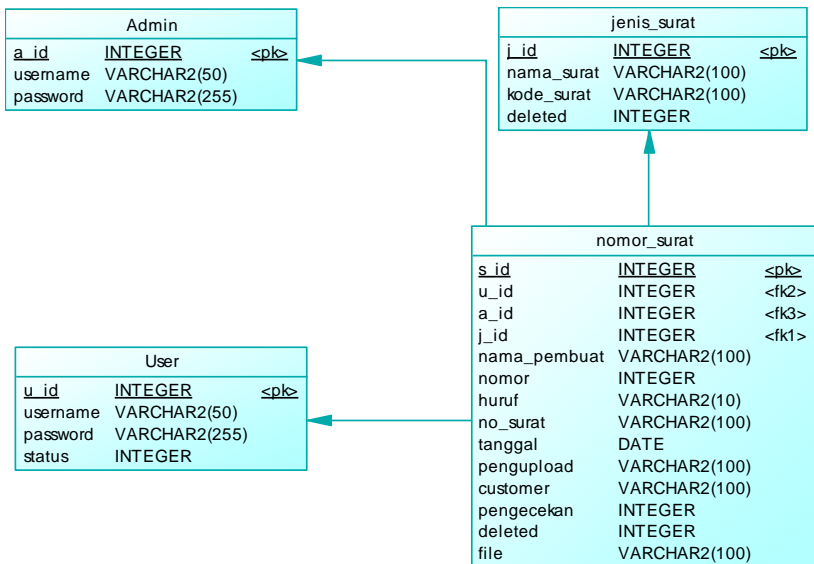 Admin
a_id INTEGER <pk>
username VARCHAR2(50)
password VARCHAR2(255)
jenis_surat
j_id INTEGER <pk>
nama_surat VARCHAR2(100)
kode_surat VARCHAR2(100)
deleted INTEGER
User
u_id INTEGER <pk>
username VARCHAR2(50)
password VARCHAR2(255)
status INTEGER
nomor_surat
s_id INTEGER <pk>
u_id INTEGER <fk2>
a_id INTEGER <fk3>
j_id INTEGER <fk1>
nama_pembuat VARCHAR2(100)
nomor INTEGER
huruf VARCHAR2(10)
no_surat VARCHAR2(100)
tanggal DATE
pengupload VARCHAR2(100)
customer VARCHAR2(100)
pengecekan INTEGER
deleted INTEGER
file VARCHAR2(100)